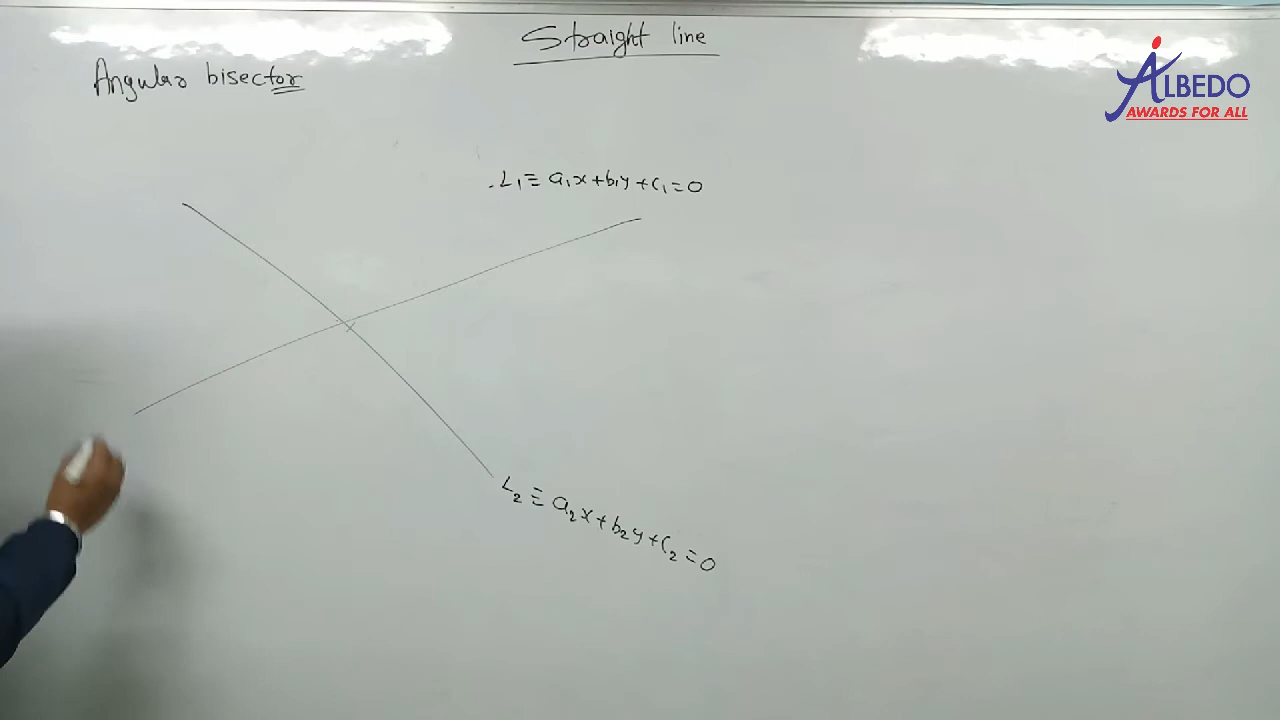 Straight line
Angular bisector
ALBEDO
AWARDS FOR ALL
L₁ ≡ a₁x+b₁y+c₁=0
L₂ ≡ a₂x+b₂y+c₂=0